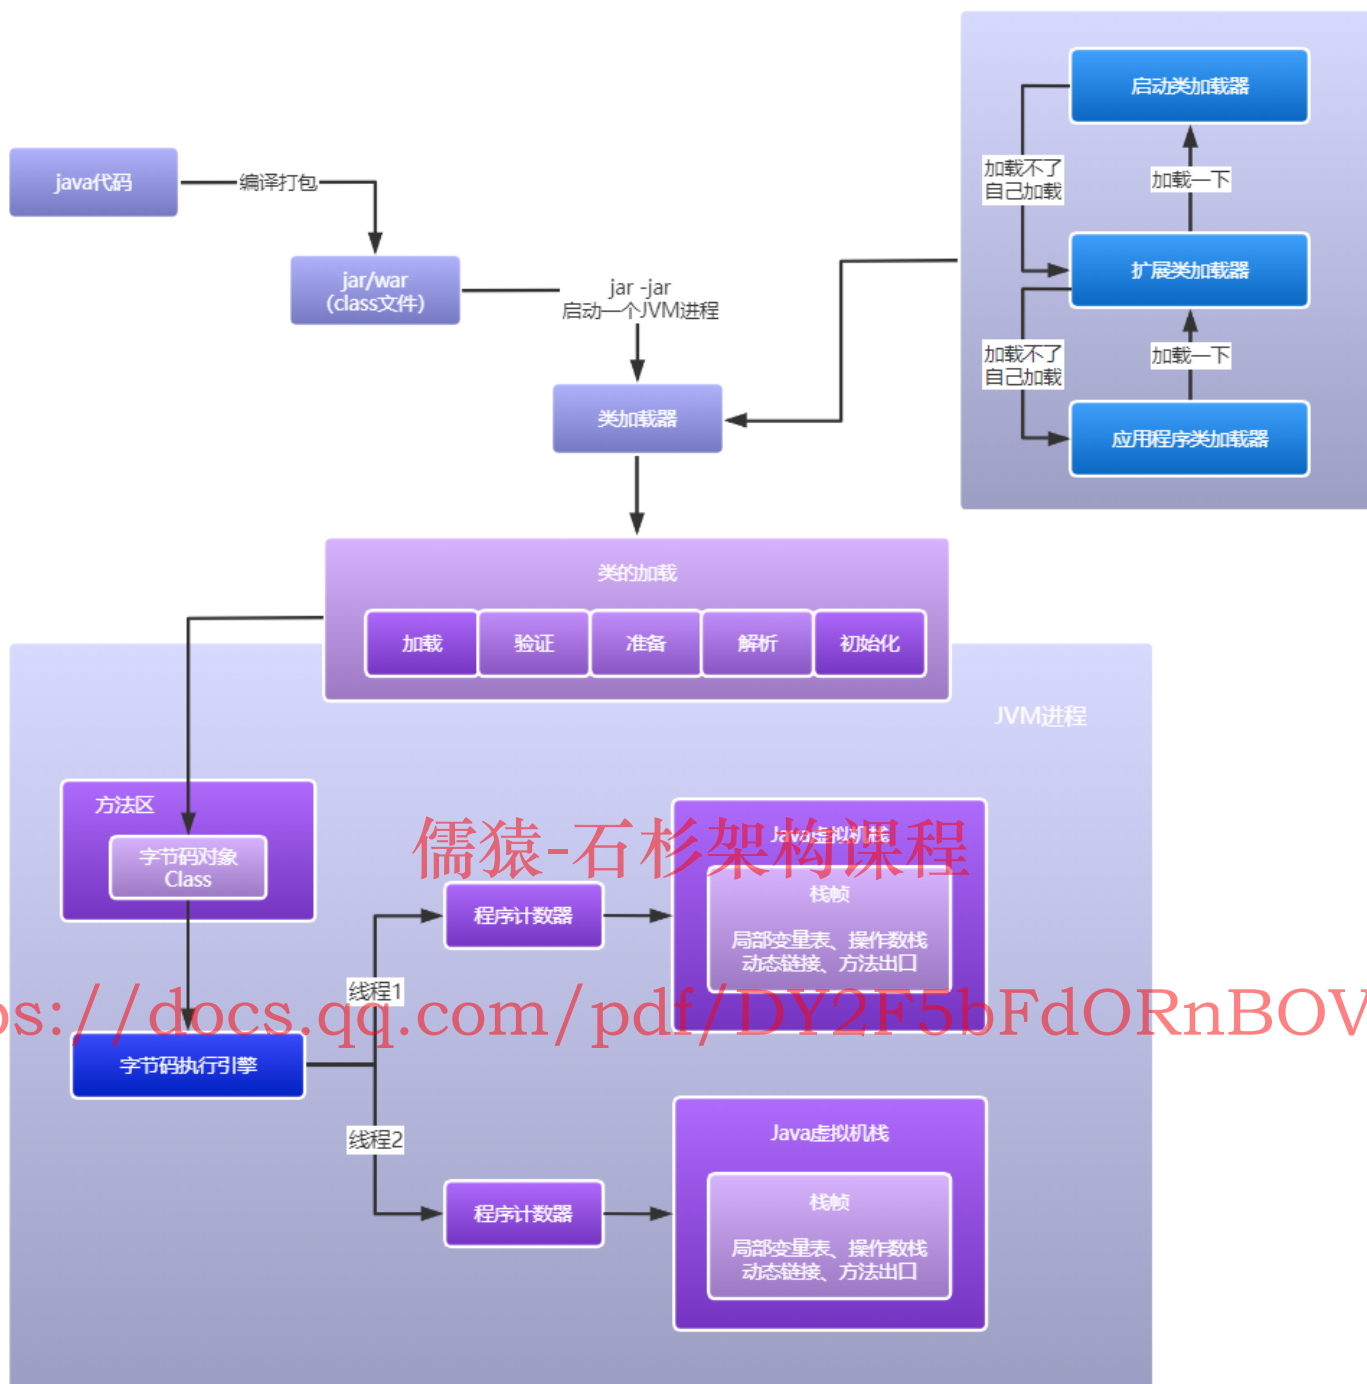 启动类加载器
加载不了
自己加载
加载一下
java代码
编译打包
扩展类加载器
jar/war
(class文件)
jar -jar
启动一个JVM进程
加载不了
自己加载
加载一下
类加载器
应用程序类加载器
类的加载
加载
验证
准备
解析
初始化
JVM进程
方法区
字节码对象
Class
儒猿-石杉架构课程
Java虚拟机栈
栈帧
程序计数器
局部变量表、操作数栈
动态链接、方法出口
线程1
ps://docs.qq.com/pdf/DY2F5bFdORnBOV
字节码执行引擎
线程2
Java虚拟机栈
栈帧
程序计数器
局部变量表、操作数栈
动态链接、方法出口